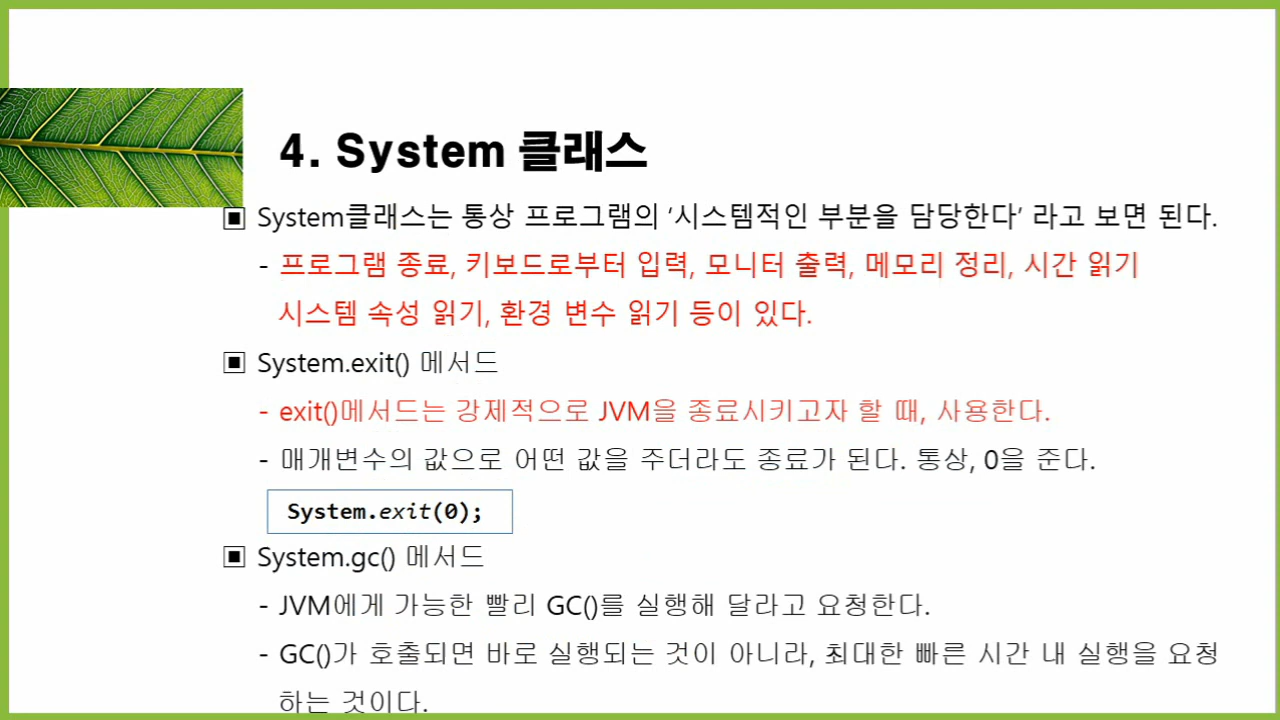 4. System 클래스
▣ System클래스는 통상 프로그램의 '시스템적인 부분을 담당한다' 라고 보면 된다.
- 프로그램 종료, 키보드로부터 입력, 모니터 출력, 메모리 정리, 시간 읽기
시스템 속성 읽기, 환경 변수 읽기 등이 있다.
▣ System.exit() 메서드
- exit()메서드는 강제적으로 JVM을 종료시키고자 할 때, 사용한다.
- 매개변수의 값으로 어떤 값을 주더라도 종료가 된다. 통상, 0을 준다.
System.exit(0);
▣ System.gc() 메서드
- JVM에게 가능한 빨리 GC()를 실행해 달라고 요청한다.
- GC()가 호출되면 바로 실행되는 것이 아니라, 최대한 빠른 시간 내 실행을 요청
하는 것이다.